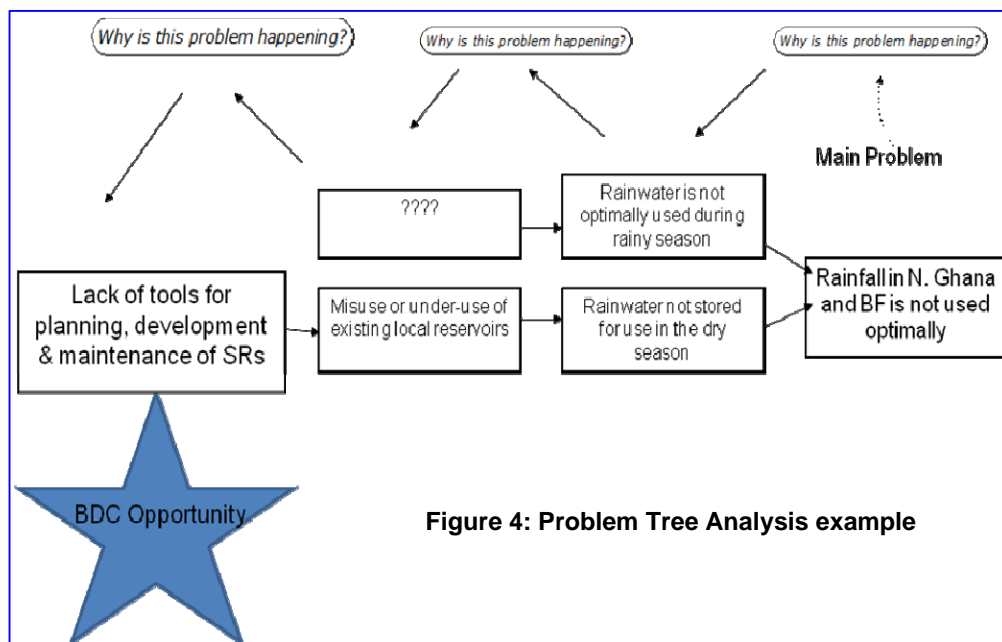 Why is this problem happening?
Why is this problem happening?
Why is this problem happening?
Main Problem
????
Rainwater is not
optimally used during
rainy season
Lack of tools for
planning, development
& maintenance of SRs
Misuse or under-use of
existing local reservoirs
Rainwater not stored
for use in the dry
season
Rainfall in N. Ghana
and BF is not used
optimally
BDC Opportunity
Figure 4: Problem Tree Analysis example